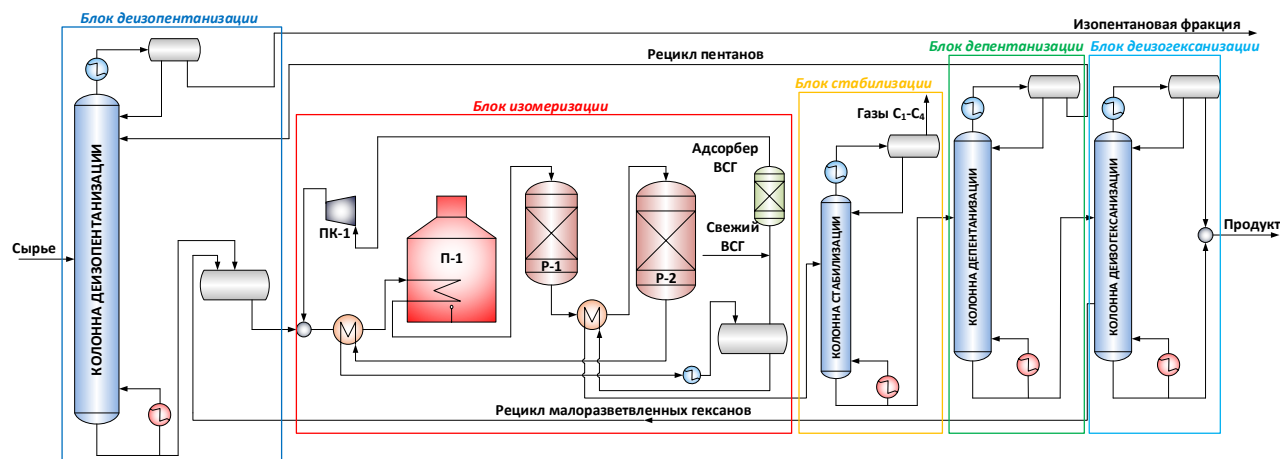 Блок деизопентанизации
Изопентановая фракция
Блок депентанизации
Блок деизогексанизации
Рецикл пентанов
Блок стабилизации
Блок изомеризации
Газы С₁-С₄
Адсорбер
ВСГ
КОЛОННА ДЕИЗОПЕНТАНИЗАЦИИ
ПК-1
П-1
Р-1
Р-2
Свежий
ВСГ
КОЛОННА СТАБИЛИЗАЦИИ
КОЛОННА ДЕПЕНТАНИЗАЦИИ
КОЛОННА ДЕИЗОГЕКСАНИЗАЦИИ
Сырье
Продукт
Рецикл малоразветвленных гексанов